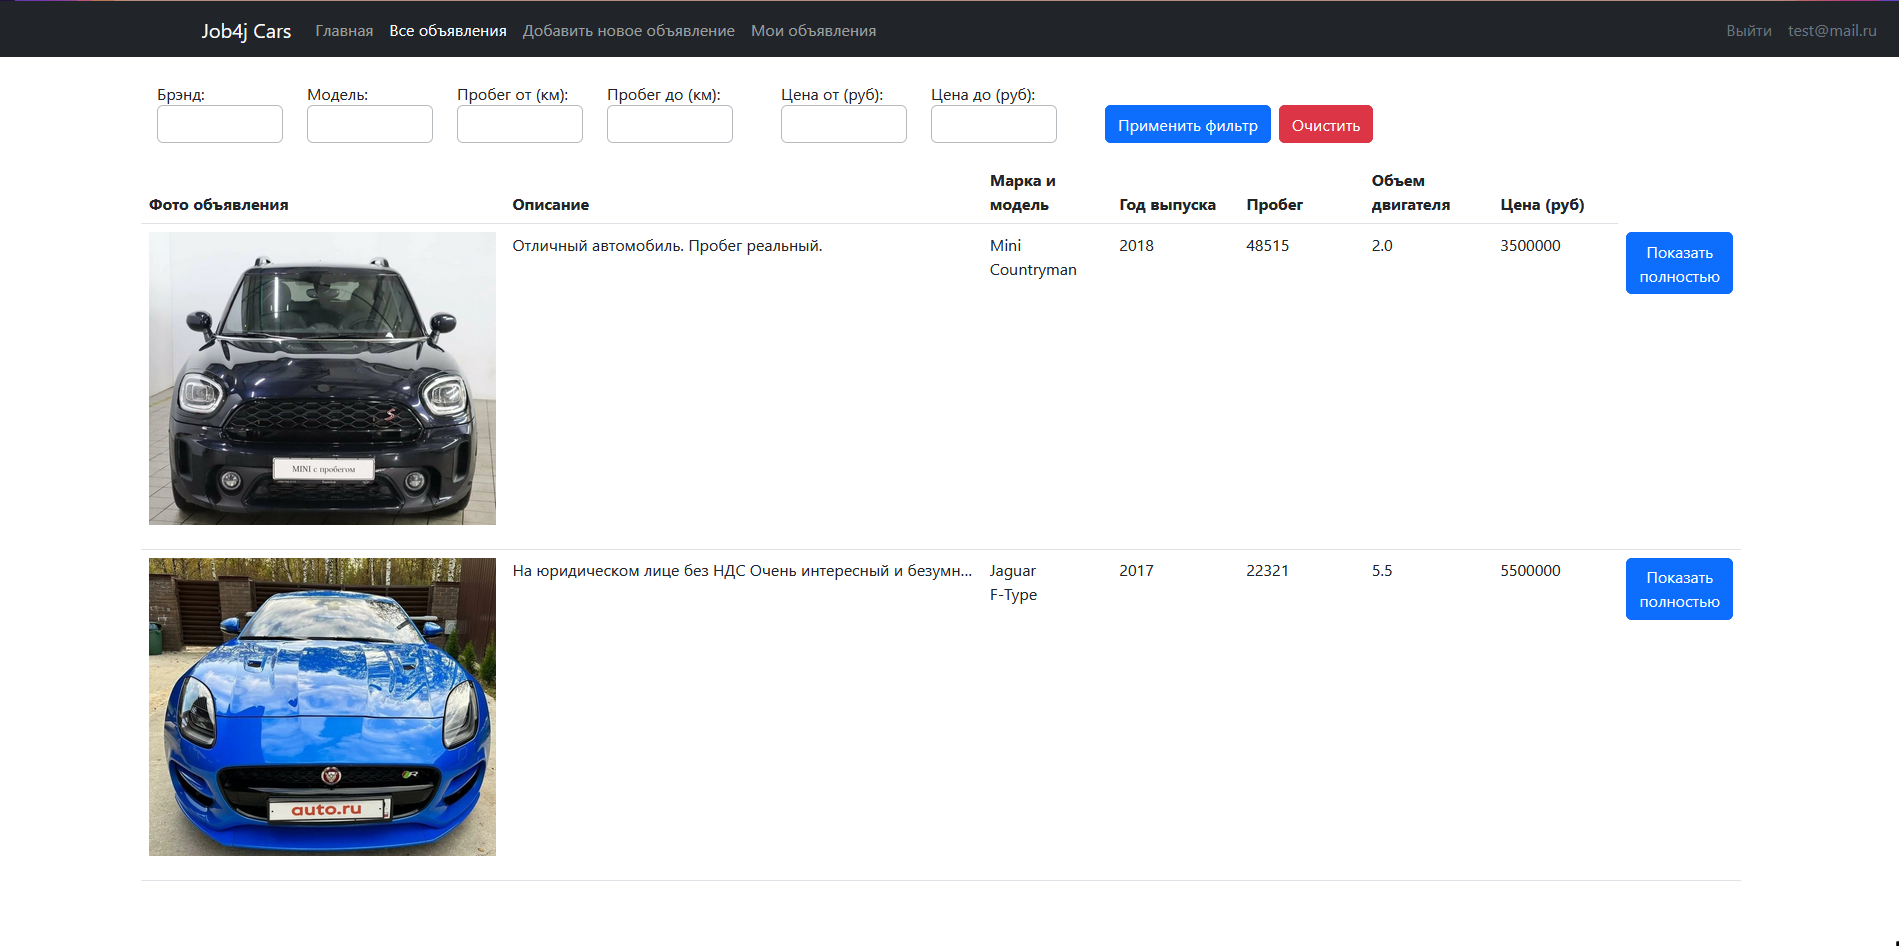 Job4j Cars Главная Все объявления Добавить новое объявление Мои объявления Выйти test@mail.ru
Брэнд: Модель: Пробег от (км): Пробег до (км): Цена от (руб): Цена до (руб):
Применить фильтр Очистить
Фото объявления Описание Марка и модель Год выпуска Пробег Объем двигателя Цена (руб)
Отличный автомобиль. Пробег реальный. Mini 2018 48515 2.0 3500000 Показать
Countryman полностью
S
MINI с пробегом
На юридическом лице без НДС Очень интересный и безумн... Jaguar 2017 22321 5.5 5500000 Показать
F-Type полностью
R
auto.ru